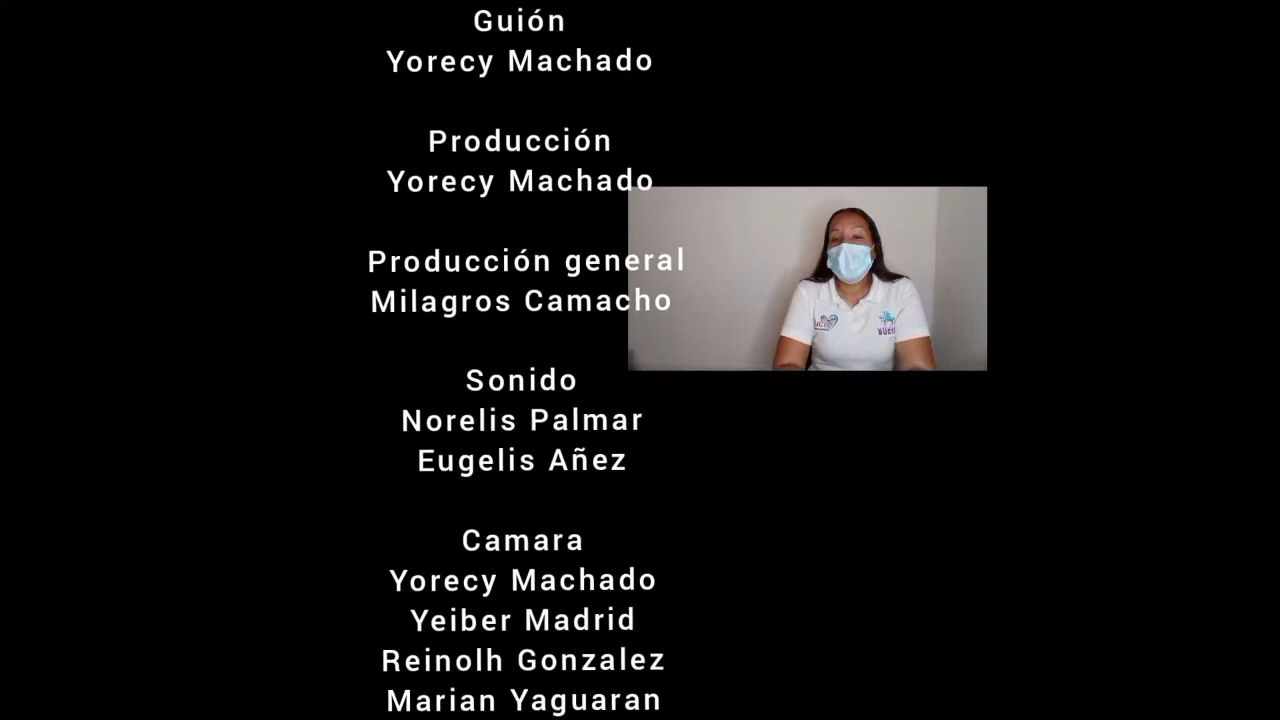 Guión
Yorecy Machado
Producción
Yorecy Machado
Producción general
Milagros Camacho
Sonido
Norelis Palmar
Eugelis Añez
Camara
Yorecy Machado
Yeiber Madrid
Reinolh Gonzalez
Marian Yaguaran